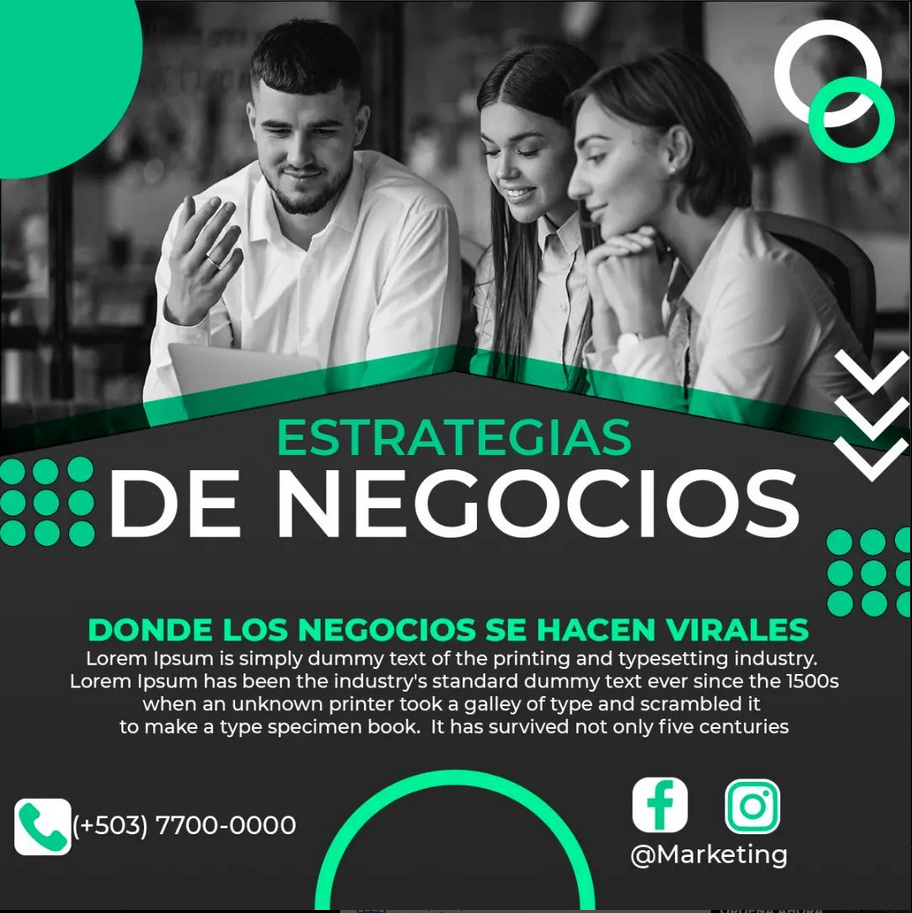 ESTRATEGIAS
DE NEGOCIOS
DONDE LOS NEGOCIOS SE HACEN VIRALES
Lorem Ipsum is simply dummy text of the printing and typesetting industry.
Lorem Ipsum has been the industry's standard dummy text ever since the 1500s
when an unknown printer took a galley of type and scrambled it
to make a type specimen book.  It has survived not only five centuries
(+503) 7700-0000
@Marketing